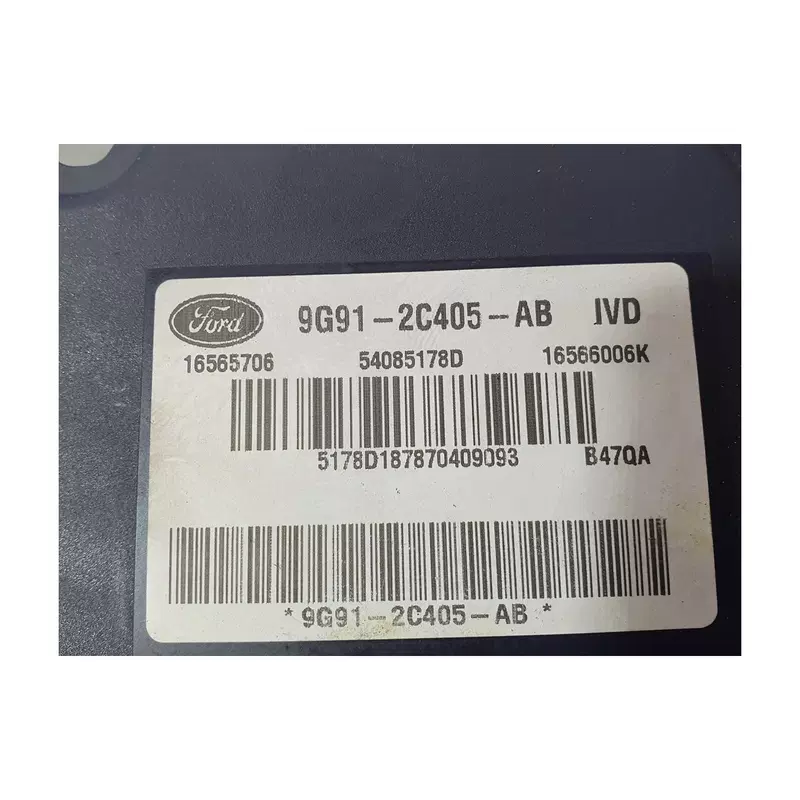 Ford 9G91-2C405-AB IVD
16565706 54085178D 16566006K
5178D187870409093 B47QA
*9G91-2C405-AB*